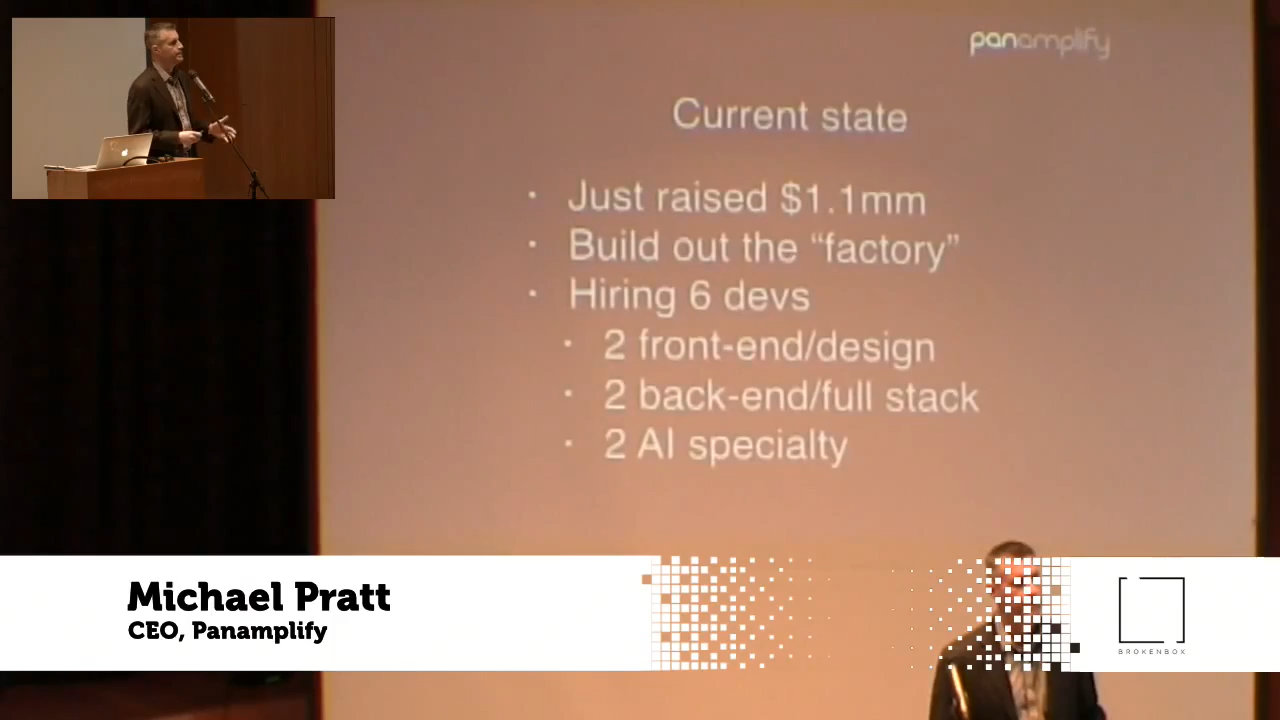 panamplify
Current state
· Just raised $1.1mm
· Build out the “factory”
· Hiring 6 devs
· 2 front-end/design
· 2 back-end/full stack
· 2 AI specialty
Michael Pratt
CEO, Panamplify
BROKENBOX